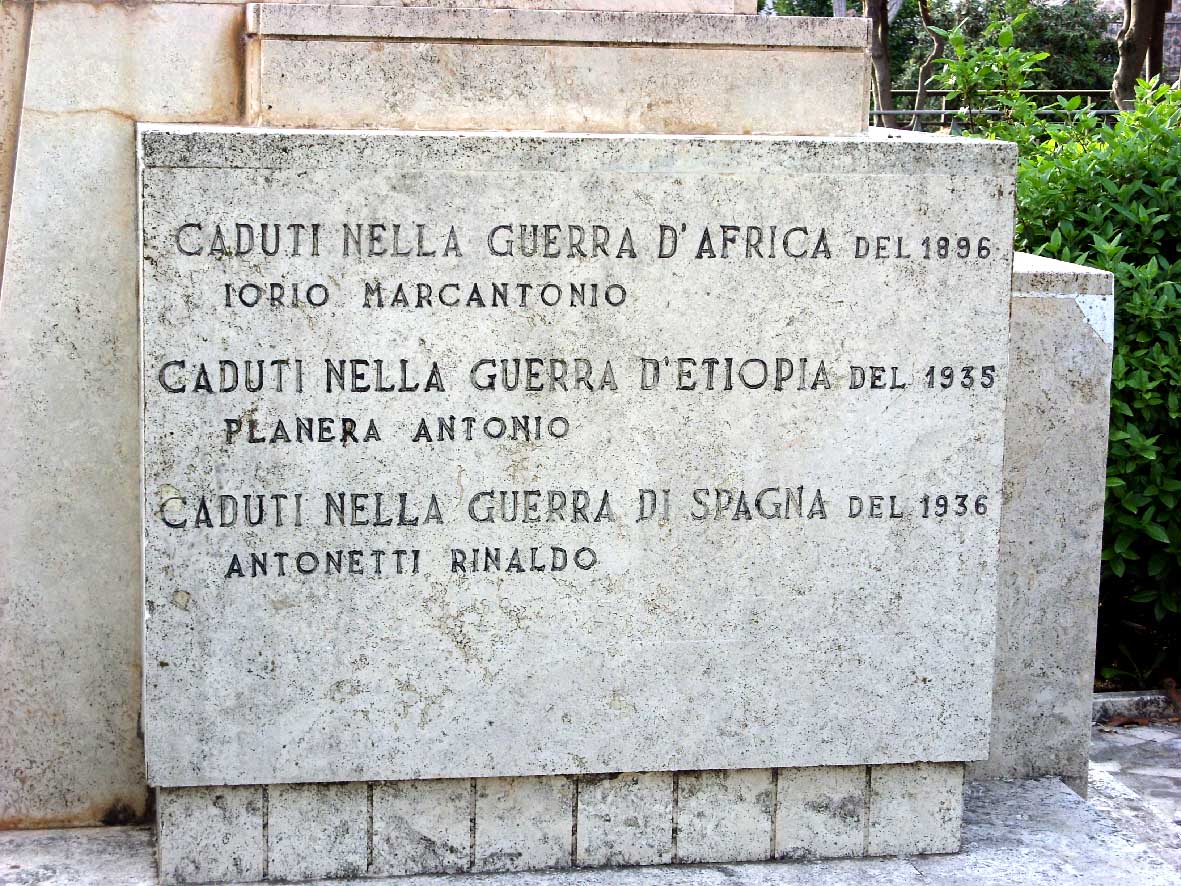 CADUTI NELLA GUERRA D'AFRICA DEL 1896
IORIO MARCANTONIO
CADUTI NELLA GUERRA D'ETIOPIA DEL 1935
PLANERA ANTONIO
CADUTI NELLA GUERRA DI SPAGNA DEL 1936
ANTONETTI RINALDO